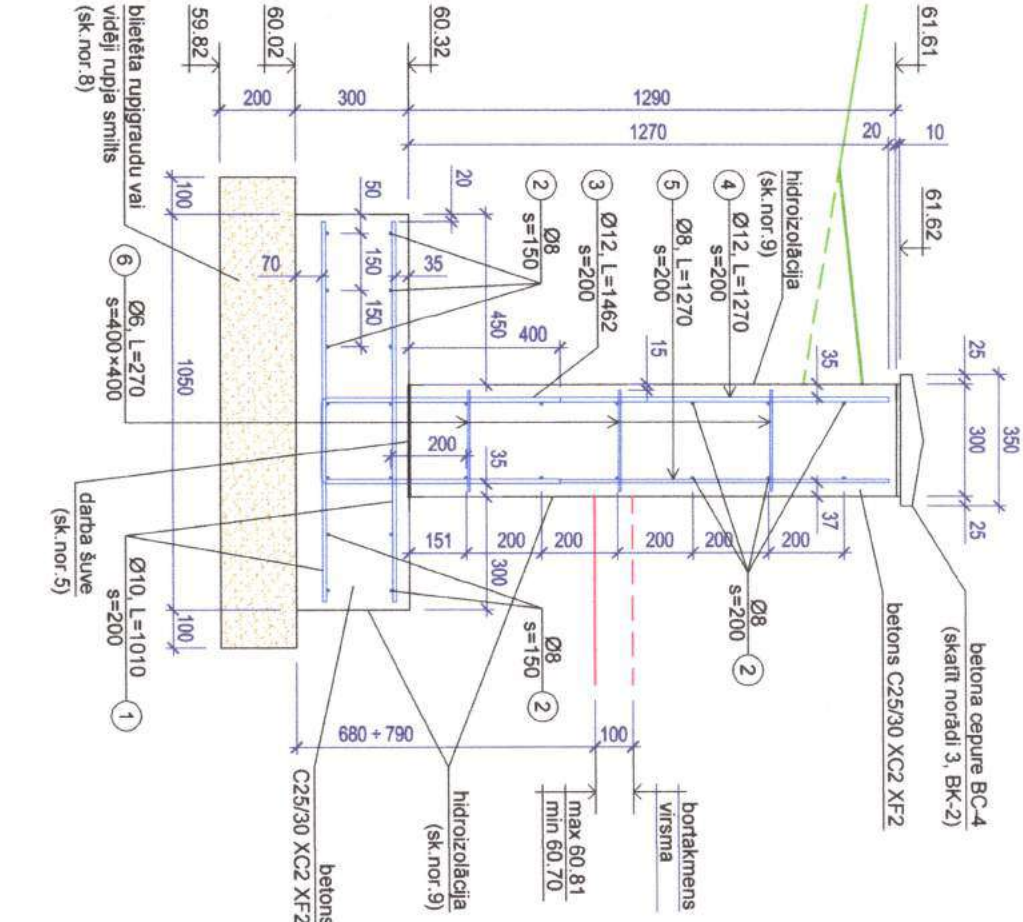 61.61
61.62
60.32
60.02
59.82
1290
1270
20
10
300
200
350
25
300
25
betona cepure BC-4
(skatīt norādi 3, BK-2)
betons C25/30 XC2 XF2
hidroizolācija
(sk.nor.9)
4
Ø12, L=1270
s=200
5
Ø8, L=1270
s=200
3
Ø12, L=1462
s=200
2
Ø8
s=150
35
37
15
400
20
450
35
50
150
150
70
100
1050
100
200
35
151
200
200
200
200
200
300
Ø8
s=200
2
Ø8
s=150
2
blietēta rupjgraudu vai
vidēji rupja smilts
(sk.nor.8)
6
Ø6, L=270
s=400×400
darba šuve
(sk.nor.5)
Ø10, L=1010
s=200
1
680 ÷ 790
100
bortakmens
virsma
max 60.81
min 60.70
hidroizolācija
(sk.nor.9)
betons
C25/30 XC2 XF2